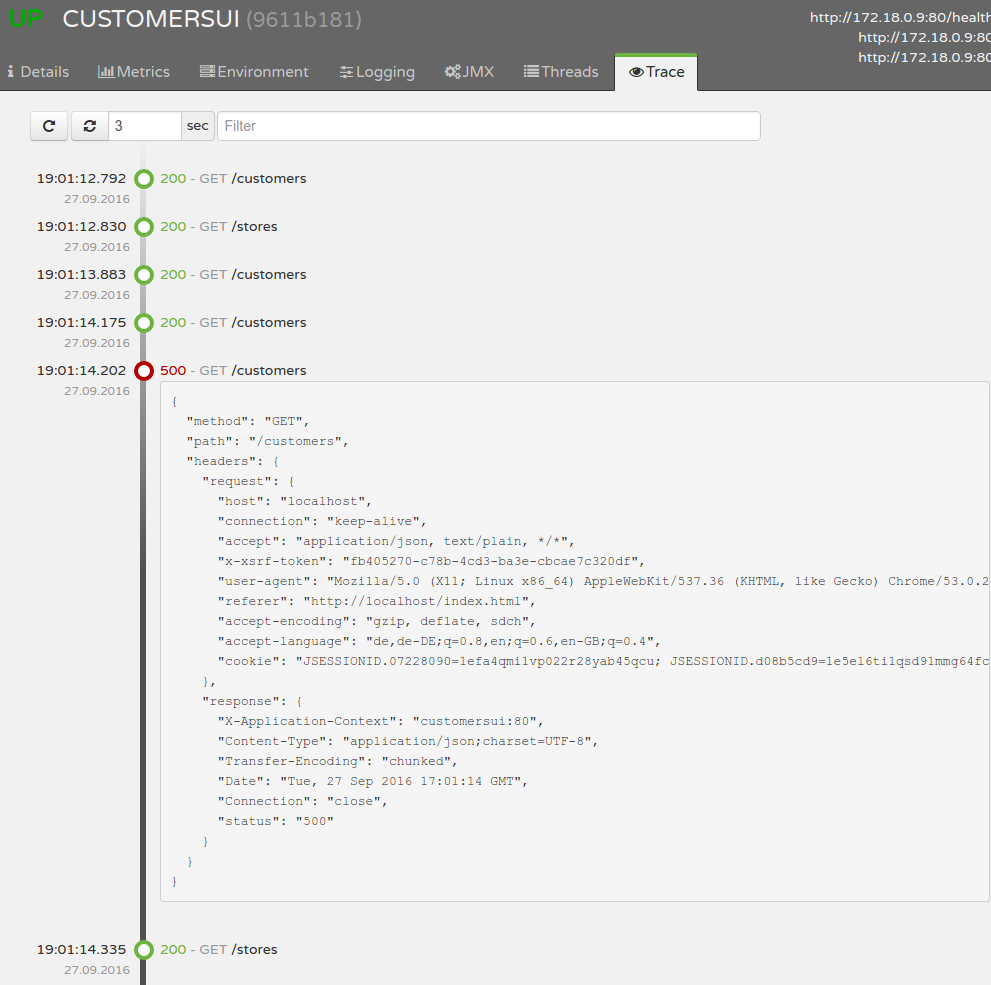 UP CUSTOMERSUI (9611b181)
http://172.18.0.9:80/health
http://172.18.0.9:80
http://172.18.0.9:80
Details Metrics Environment Logging JMX Threads Trace
3 sec Filter
19:01:12.792 200 - GET /customers
27.09.2016
19:01:12.830 200 - GET /stores
27.09.2016
19:01:13.883 200 - GET /customers
27.09.2016
19:01:14.175 200 - GET /customers
27.09.2016
19:01:14.202 500 - GET /customers
27.09.2016
{
"method": "GET",
"path": "/customers",
"headers": {
"request": {
"host": "localhost",
"connection": "keep-alive",
"accept": "application/json, text/plain, */*",
"x-xsrf-token": "fb405270-c78b-4cd3-ba3e-cbcae7c320df",
"user-agent": "Mozilla/5.0 (X11; Linux x86_64) AppleWebKit/537.36 (KHTML, like Gecko) Chrome/53.0.2
"referer": "http://localhost/index.html",
"accept-encoding": "gzip, deflate, sdch",
"accept-language": "de,de-DE;q=0.8,en;q=0.6,en-GB;q=0.4",
"cookie": "JSESSIONID.07228090=1efa4qmi1vp022r28yab45qcu; JSESSIONID.d08b5cd9=1e5el6ti1qsd91mmg64fc
},
"response": {
"X-Application-Context": "customersui:80",
"Content-Type": "application/json;charset=UTF-8",
"Transfer-Encoding": "chunked",
"Date": "Tue, 27 Sep 2016 17:01:14 GMT",
"Connection": "close",
"status": "500"
}
}
}
19:01:14.335 200 - GET /stores
27.09.2016